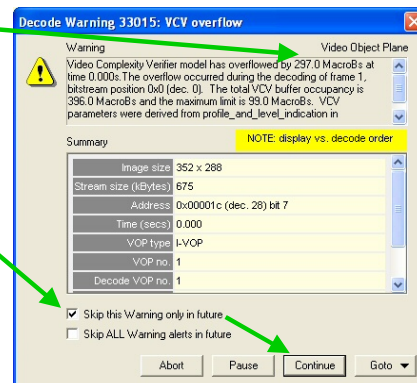 Decode Warning 33015: VCV overflow
Warning Video Object Plane
Video Complexity Verifier model has overflowed by 297.0 MacroBs at
time 0.000s.The overflow occurred during the decoding of frame 1,
bitstream position 0x0 (dec. 0). The total VCV buffer occupancy is
396.0 MacroBs and the maximum limit is 99.0 MacroBs. VCV
parameters were derived from profile_and_level_indication in
Summary NOTE: display vs. decode order
Image size 352 x 288
Stream size (kBytes) 675
Address 0x00001c (dec. 28) bit 7
Time (secs) 0.000
VOP type I-VOP
VOP no. 1
Decode VOP no. 1
Skip this Warning only in future
Skip ALL Warning alerts in future
Abort Pause Continue Goto